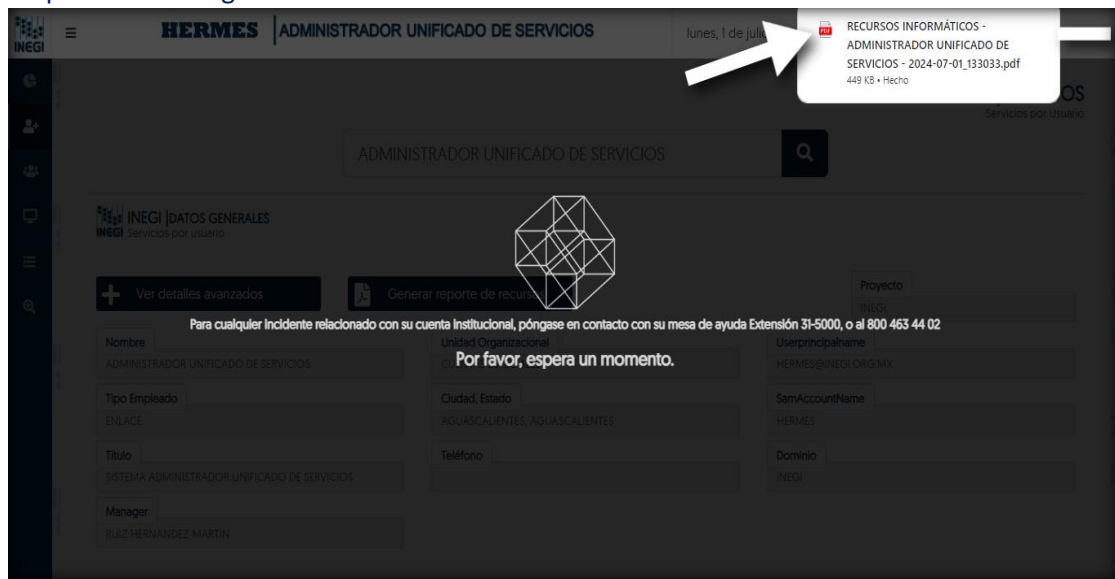 INEGI
HERMES ADMINISTRADOR UNIFICADO DE SERVICIOS
lunes, 1 de juli
PDF
RECURSOS INFORMÁTICOS -
ADMINISTRADOR UNIFICADO DE
SERVICIOS - 2024-07-01_133033.pdf
449 KB • Hecho
OS
Servicios por Usuario
ADMINISTRADOR UNIFICADO DE SERVICIOS
INEGI INEGI |DATOS GENERALES
Servicios por usuario
Ver detalles avanzados
Generar reporte de recursos
Proyecto
INEGI
Para cualquier Incidente relacionado con su cuenta Institucional, póngase en contacto con su mesa de ayuda Extensión 31-5000, o al 800 463 44 02
Por favor, espera un momento.
Nombre
ADMINISTRADOR UNIFICADO DE SERVICIOS
Unidad Organizacional
Userprincipalname
HERMES@INEGI.ORG.MX
Tipo Empleado
ENLACE
Ciudad, Estado
AGUASCALIENTES, AGUASCALIENTES
SamAccountName
HERMES
Título
SISTEMA ADMINISTRADOR UNIFICADO DE SERVICIOS
Teléfono
Dominio
INEGI
Manager
RUIZ HERNANDEZ MARTIN